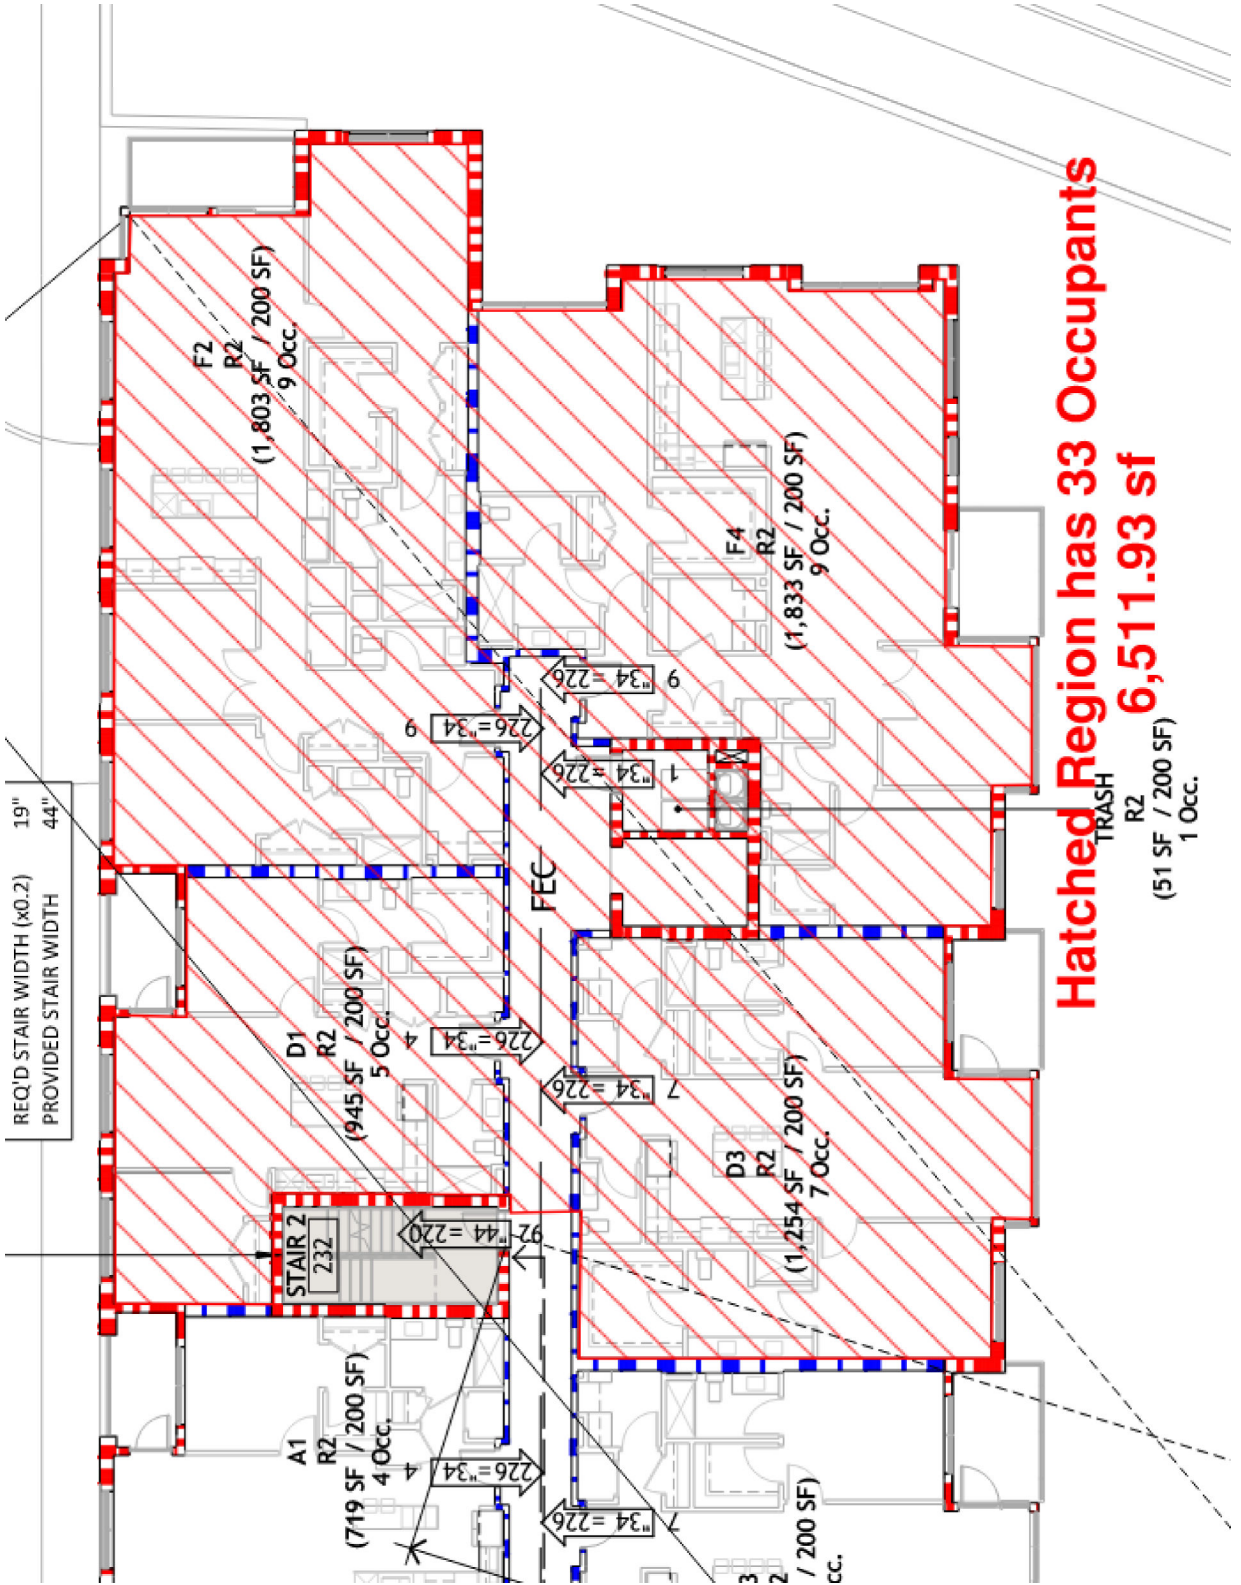 REQ'D STAIR WIDTH (x0.2) 19"
PROVIDED STAIR WIDTH 44"
F2
R2
(1,803 SF / 200 SF)
9 Occ.
F4
R2
(1,833 SF / 200 SF)
9 Occ.
Hatched Region has 33 Occupants
6,511.93 sf
TRASH
R2
(51 SF / 200 SF)
1 Occ.
9
34"=226
9
34"=226
1
34"=226
FEC
D1
R2
(945 SF / 200 SF)
5 Occ.
4
34"=226
7
34"=226
D3
R2
(1,254 SF / 200 SF)
7 Occ.
STAIR 2
232
92
44"=220
A1
R2
(719 SF / 200 SF)
4 Occ.
4
34"=226
7
34"=226
3
2
/ 200 SF)
cc.